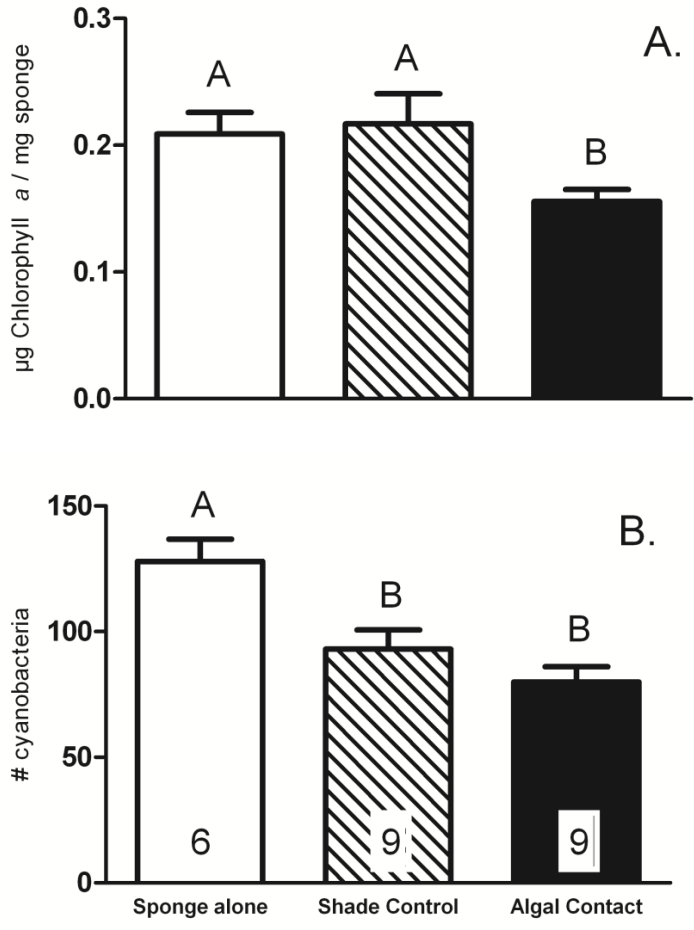 0.3
A.
A
A
0.2
B
0.1
0.0
µg Chlorophyll a / mg sponge
150
A
B.
B
100
B
50
6
9
9
0
# cyanobacteria
Sponge alone Shade Control Algal Contact